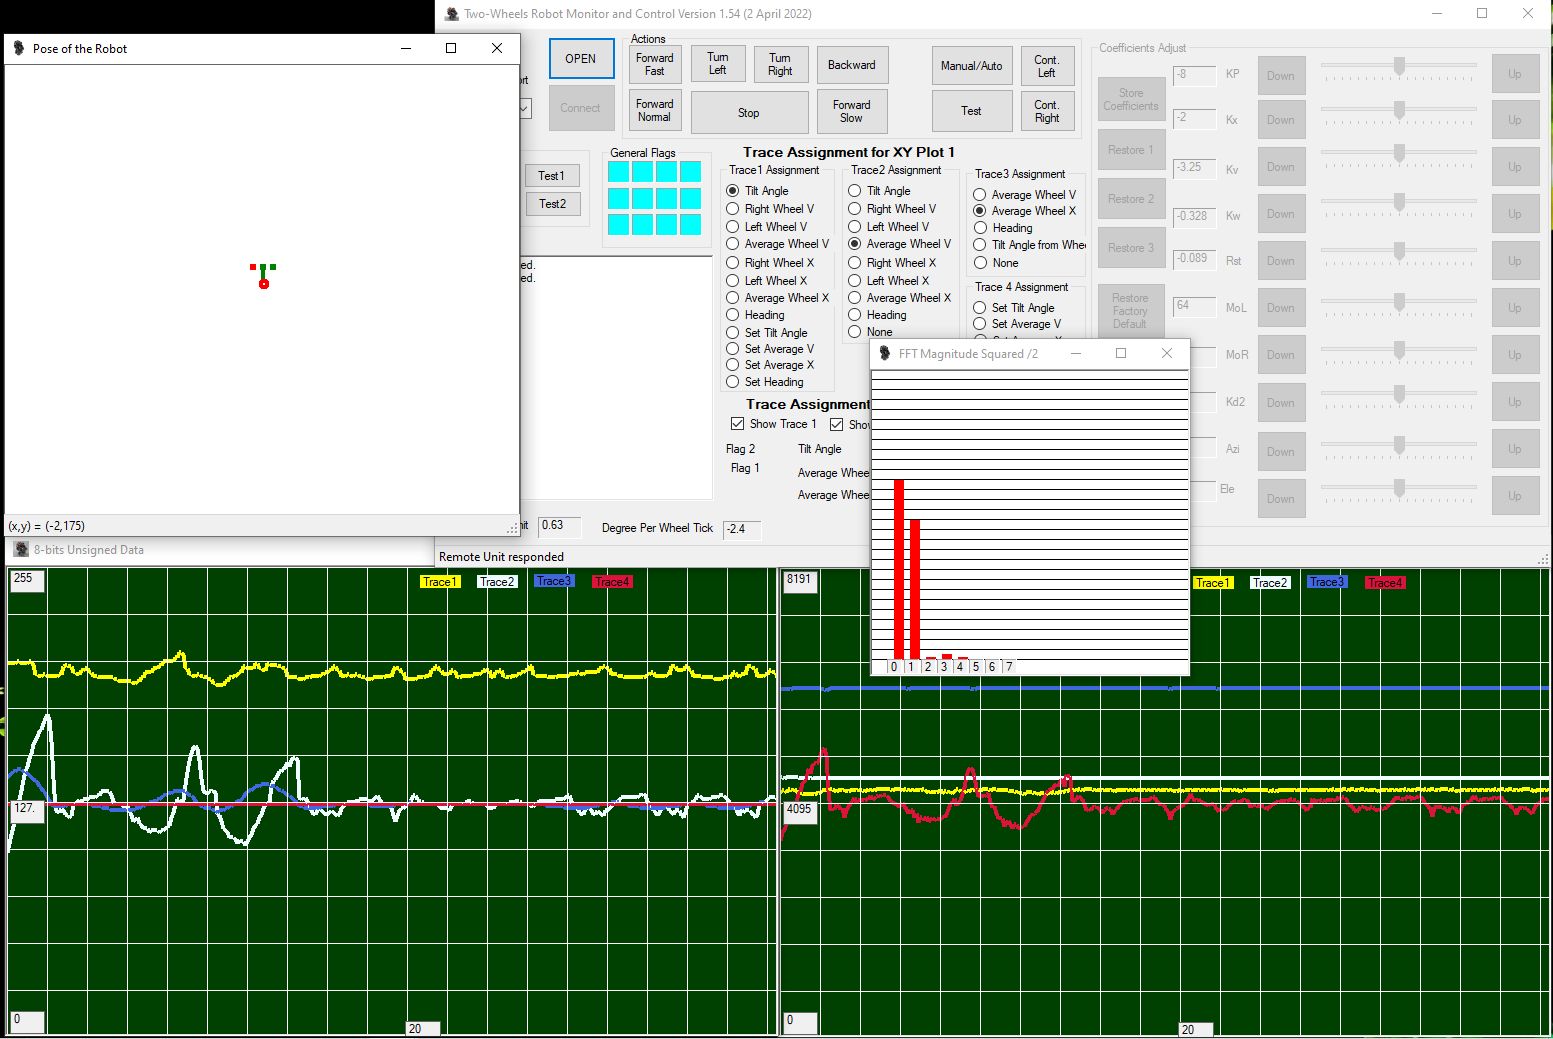 Two-Wheels Robot Monitor and Control Version 1.54 (2 April 2022)
Pose of the Robot
(x,y) = (-2,175)
OPEN
Connect
Actions
Forward Fast
Turn Left
Turn Right
Backward
Manual/Auto
Cont. Left
Forward Normal
Stop
Forward Slow
Test
Cont. Right
Test1
Test2
General Flags
Trace Assignment for XY Plot 1
Trace1 Assignment
Tilt Angle
Right Wheel V
Left Wheel V
Average Wheel V
Right Wheel X
Left Wheel X
Average Wheel X
Heading
Set Tilt Angle
Set Average V
Set Average X
Set Heading
Trace2 Assignment
Tilt Angle
Right Wheel V
Left Wheel V
Average Wheel V
Right Wheel X
Left Wheel X
Average Wheel X
Heading
None
Trace3 Assignment
Average Wheel V
Average Wheel X
Heading
Tilt Angle from Whee
None
Trace 4 Assignment
Set Tilt Angle
Set Average V
Trace Assignment
Show Trace 1
Flag 2 Tilt Angle
Flag 1
Average Whee
Average Whee
0.63
Degree Per Wheel Tick -2.4
Remote Unit responded
Coefficients Adjust
Store Coefficients
Restore 1
Restore 2
Restore 3
Restore Factory Default
-8 KP Down Up
-2 Kx Down Up
-3.25 Kv Down Up
-0.328 Kw Down Up
-0.089 Rst Down Up
64 MoL Down Up
MoR Down Up
Kd2 Down Up
Azi Down Up
Ele Down Up
FFT Magnitude Squared /2
0 1 2 3 4 5 6 7
8-bits Unsigned Data
255 Trace1 Trace2 Trace3 Trace4
127.
0
20
8191 Trace1 Trace2 Trace3 Trace4
4095
0
20